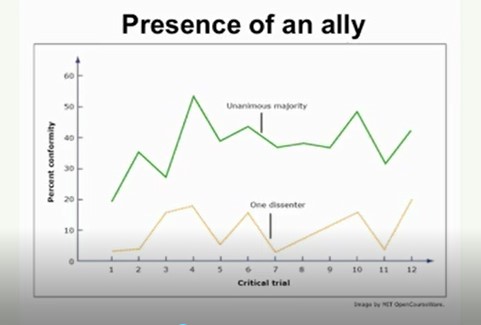 Presence of an ally
60
50
40
30
20
10
0
Percent conformity
Unanimous majority
One dissenter
1 2 3 4 5 6 7 8 9 10 11 12
Critical trial
Image by MIT OpenCourseWare.